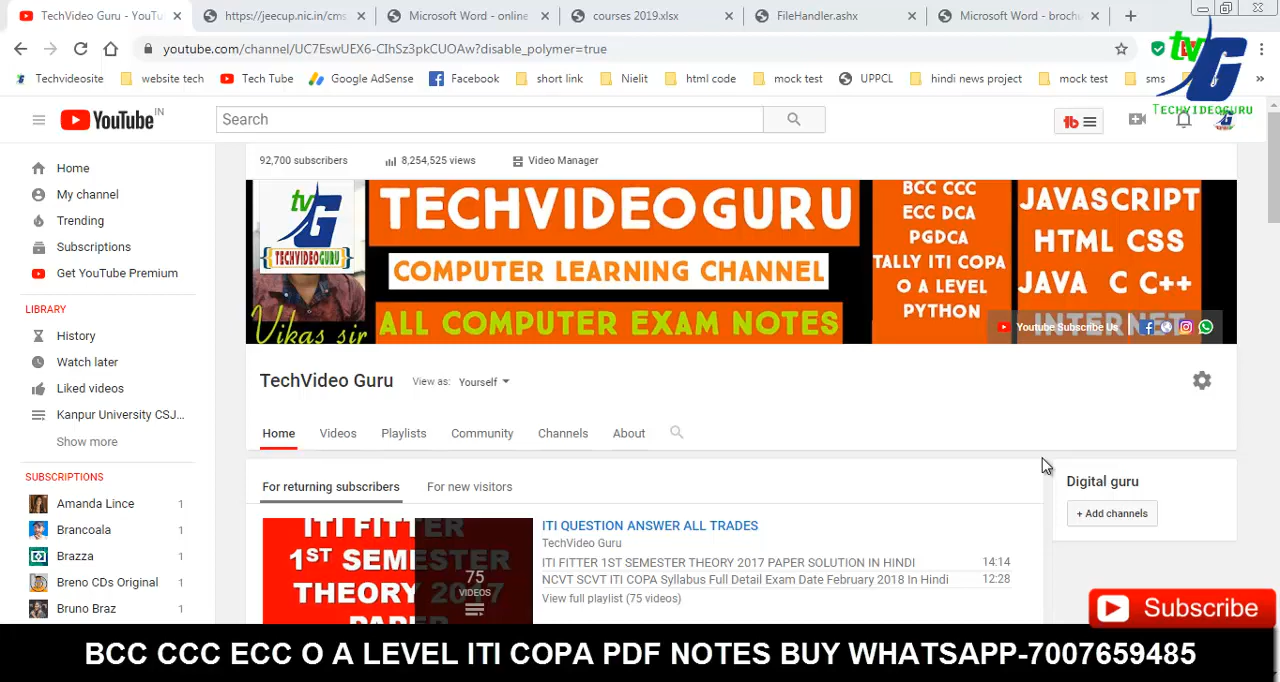 TechVideo Guru - YouTu
https://jeecup.nic.in/cms
Microsoft Word - online
courses 2019.xlsx
FileHandler.ashx
Microsoft Word - brochu
youtube.com/channel/UC7EswUEX6-CIhSz3pkCUOAw?disable_polymer=true
Techvideosite
website tech
Tech Tube
Google AdSense
Facebook
short link
Nielit
html code
mock test
UPPCL
hindi news project
mock test
sms
tvG
TECHVIDEOGURU
YouTube IN
Search
92,700 subscribers
8,254,525 views
Video Manager
Home
My channel
Trending
Subscriptions
Get YouTube Premium
LIBRARY
History
Watch later
Liked videos
Kanpur University CSJ...
Show more
SUBSCRIPTIONS
Amanda Lince 1
Brancoala 1
Brazza 1
Breno CDs Original 1
Bruno Braz 1
tvG
TECHVIDEOGURU
Vikas sir
TECHVIDEOGURU
COMPUTER LEARNING CHANNEL
ALL COMPUTER EXAM NOTES
BCC CCC
ECC DCA
PGDCA
TALLY ITI COPA
O A LEVEL
PYTHON
JAVASCRIPT
HTML CSS
JAVA C C++
INTERNET
Youtube Subscribe Us
TechVideo Guru
View as: Yourself
Home
Videos
Playlists
Community
Channels
About
For returning subscribers
For new visitors
Digital guru
+ Add channels
ITI FITTER
1ST SEMESTER
THEORY 2017
PAPER
75
VIDEOS
ITI QUESTION ANSWER ALL TRADES
TechVideo Guru
ITI FITTER 1ST SEMESTER THEORY 2017 PAPER SOLUTION IN HINDI 14:14
NCVT SCVT ITI COPA Syllabus Full Detail Exam Date February 2018 In Hindi 12:28
View full playlist (75 videos)
Subscribe
BCC CCC ECC O A LEVEL ITI COPA PDF NOTES BUY WHATSAPP-7007659485